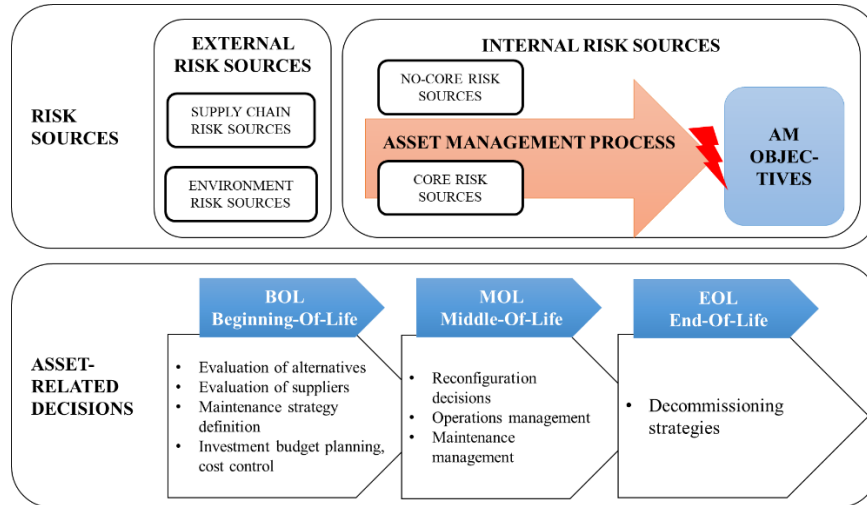 RISK
SOURCES
EXTERNAL
RISK SOURCES
SUPPLY CHAIN
RISK SOURCES
ENVIRONMENT
RISK SOURCES
INTERNAL RISK SOURCES
NO-CORE RISK
SOURCES
ASSET MANAGEMENT PROCESS
CORE RISK
SOURCES
AM
OBJEC-
TIVES
ASSET-
RELATED
DECISIONS
BOL
Beginning-Of-Life
• Evaluation of alternatives
• Evaluation of suppliers
• Maintenance strategy
definition
• Investment budget planning,
cost control
MOL
Middle-Of-Life
• Reconfiguration
decisions
• Operations management
• Maintenance
management
EOL
End-Of-Life
• Decommissioning
strategies